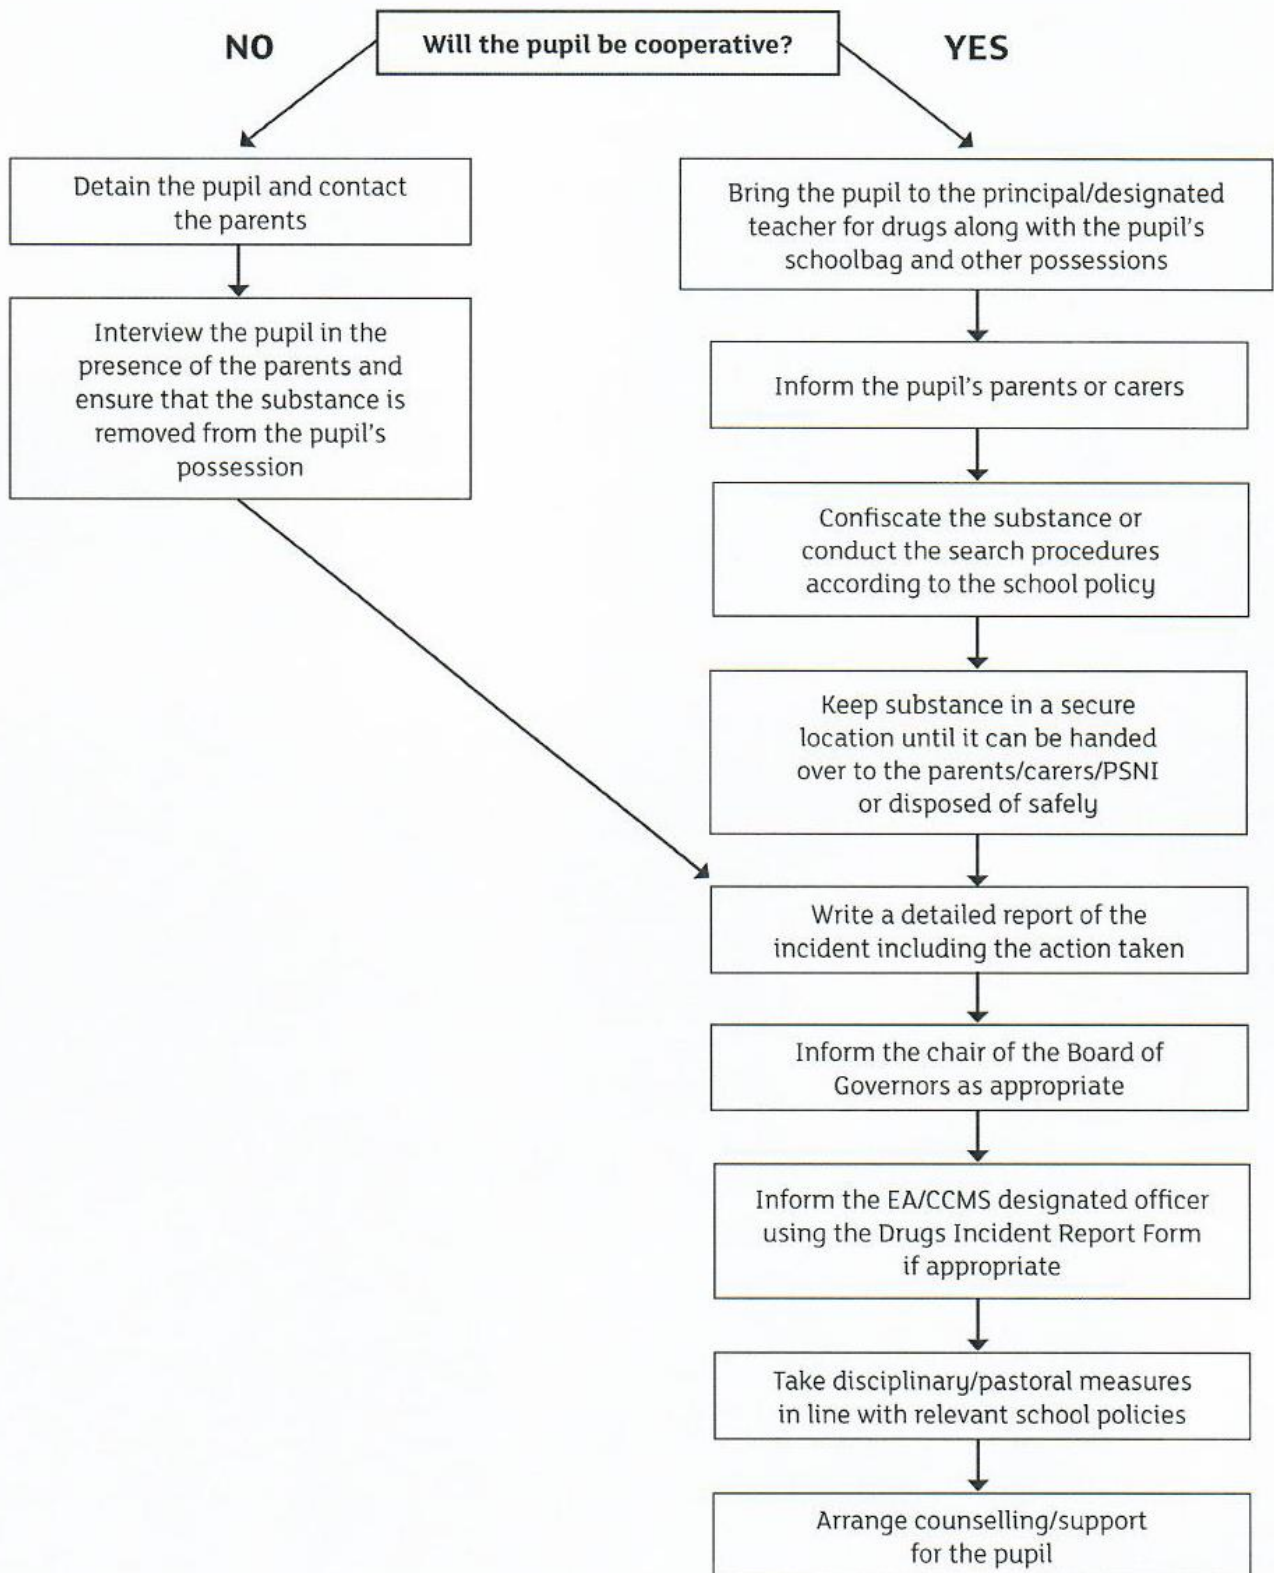 Will the pupil be cooperative?
NO
YES
Detain the pupil and contact
the parents
Interview the pupil in the
presence of the parents and
ensure that the substance is
removed from the pupil's
possession
Bring the pupil to the principal/designated
teacher for drugs along with the pupil's
schoolbag and other possessions
Inform the pupil's parents or carers
Confiscate the substance or
conduct the search procedures
according to the school policy
Keep substance in a secure
location until it can be handed
over to the parents/carers/PSNI
or disposed of safely
Write a detailed report of the
incident including the action taken
Inform the chair of the Board of
Governors as appropriate
Inform the EA/CCMS designated officer
using the Drugs Incident Report Form
if appropriate
Take disciplinary/pastoral measures
in line with relevant school policies
Arrange counselling/support
for the pupil